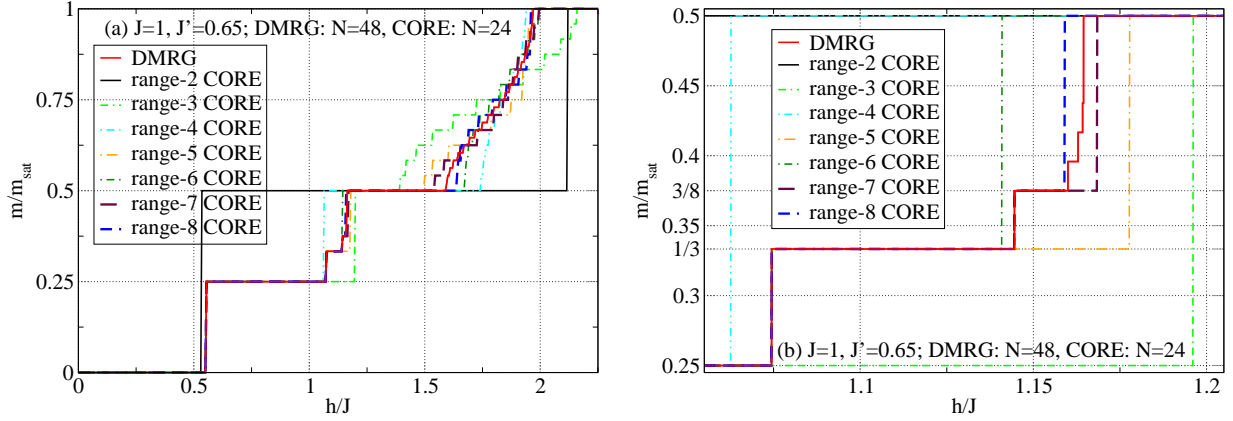 (a) J=1, J’=0.65; DMRG: N=48, CORE: N=24
DMRG
range-2 CORE
range-3 CORE
range-4 CORE
range-5 CORE
range-6 CORE
range-7 CORE
range-8 CORE
1
0.75
0.5
0.25
0
m/m_sat
0
0.5
1
1.5
2
h/J
DMRG
range-2 CORE
range-3 CORE
range-4 CORE
range-5 CORE
range-6 CORE
range-7 CORE
range-8 CORE
0.5
0.45
0.4
3/8
0.35
1/3
0.3
0.25
m/m_sat
(b) J=1, J’=0.65; DMRG: N=48, CORE: N=24
1.1
1.15
1.2
h/J